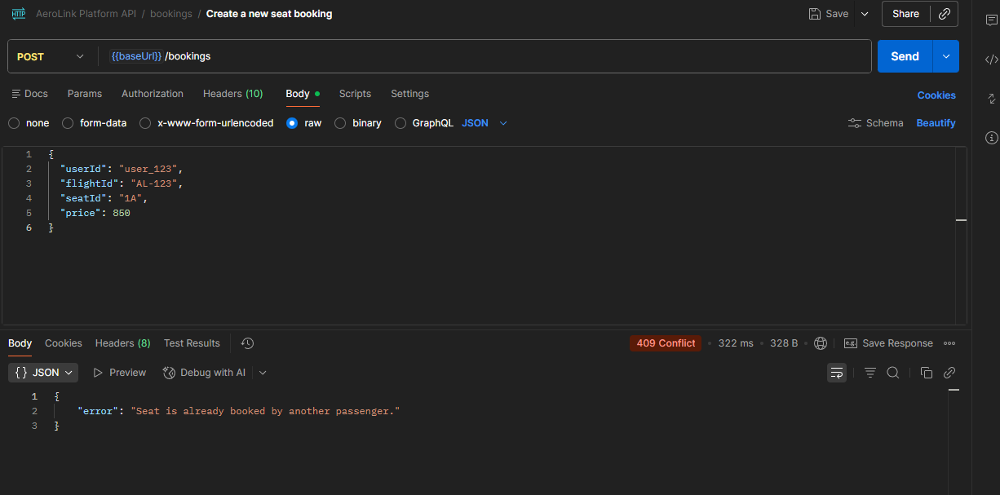 HTTP AeroLink Platform API / bookings / Create a new seat booking Save Share
POST {{baseUrl}} /bookings Send
Docs Params Authorization Headers (10) Body Scripts Settings Cookies
none form-data x-www-form-urlencoded raw binary GraphQL JSON Schema Beautify
1 {
2 "userId": "user_123",
3 "flightId": "AL-123",
4 "seatId": "1A",
5 "price": 850
6 }
Body Cookies Headers (8) Test Results 409 Conflict • 322 ms • 328 B • e.g. Save Response
{} JSON Preview Debug with AI
1 {
2 "error": "Seat is already booked by another passenger."
3 }